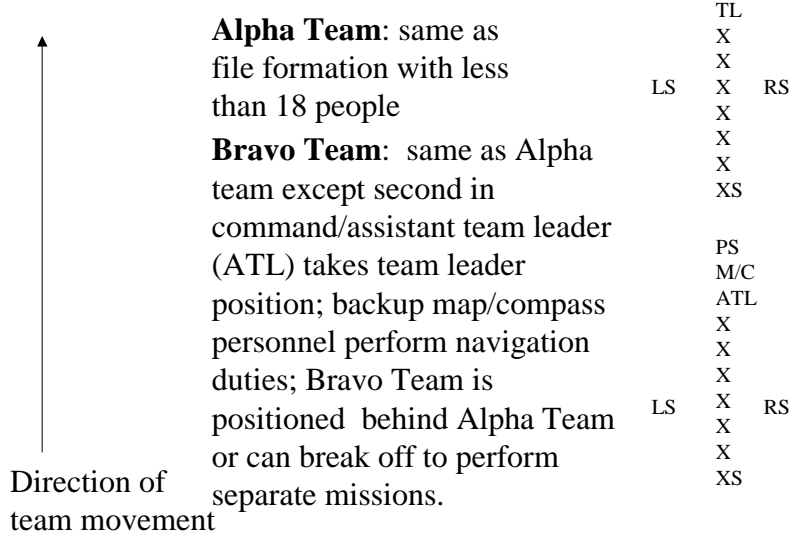 Alpha Team: same as
file formation with less
than 18 people
Bravo Team:  same as Alpha
team except second in
command/assistant team leader
(ATL) takes team leader
position; backup map/compass
personnel perform navigation
duties; Bravo Team is
positioned  behind Alpha Team
or can break off to perform
separate missions.
Direction of
team movement
TL
X
X
LS X RS
X
X
X
XS
PS
M/C
ATL
X
X
X
LS X RS
X
X
XS